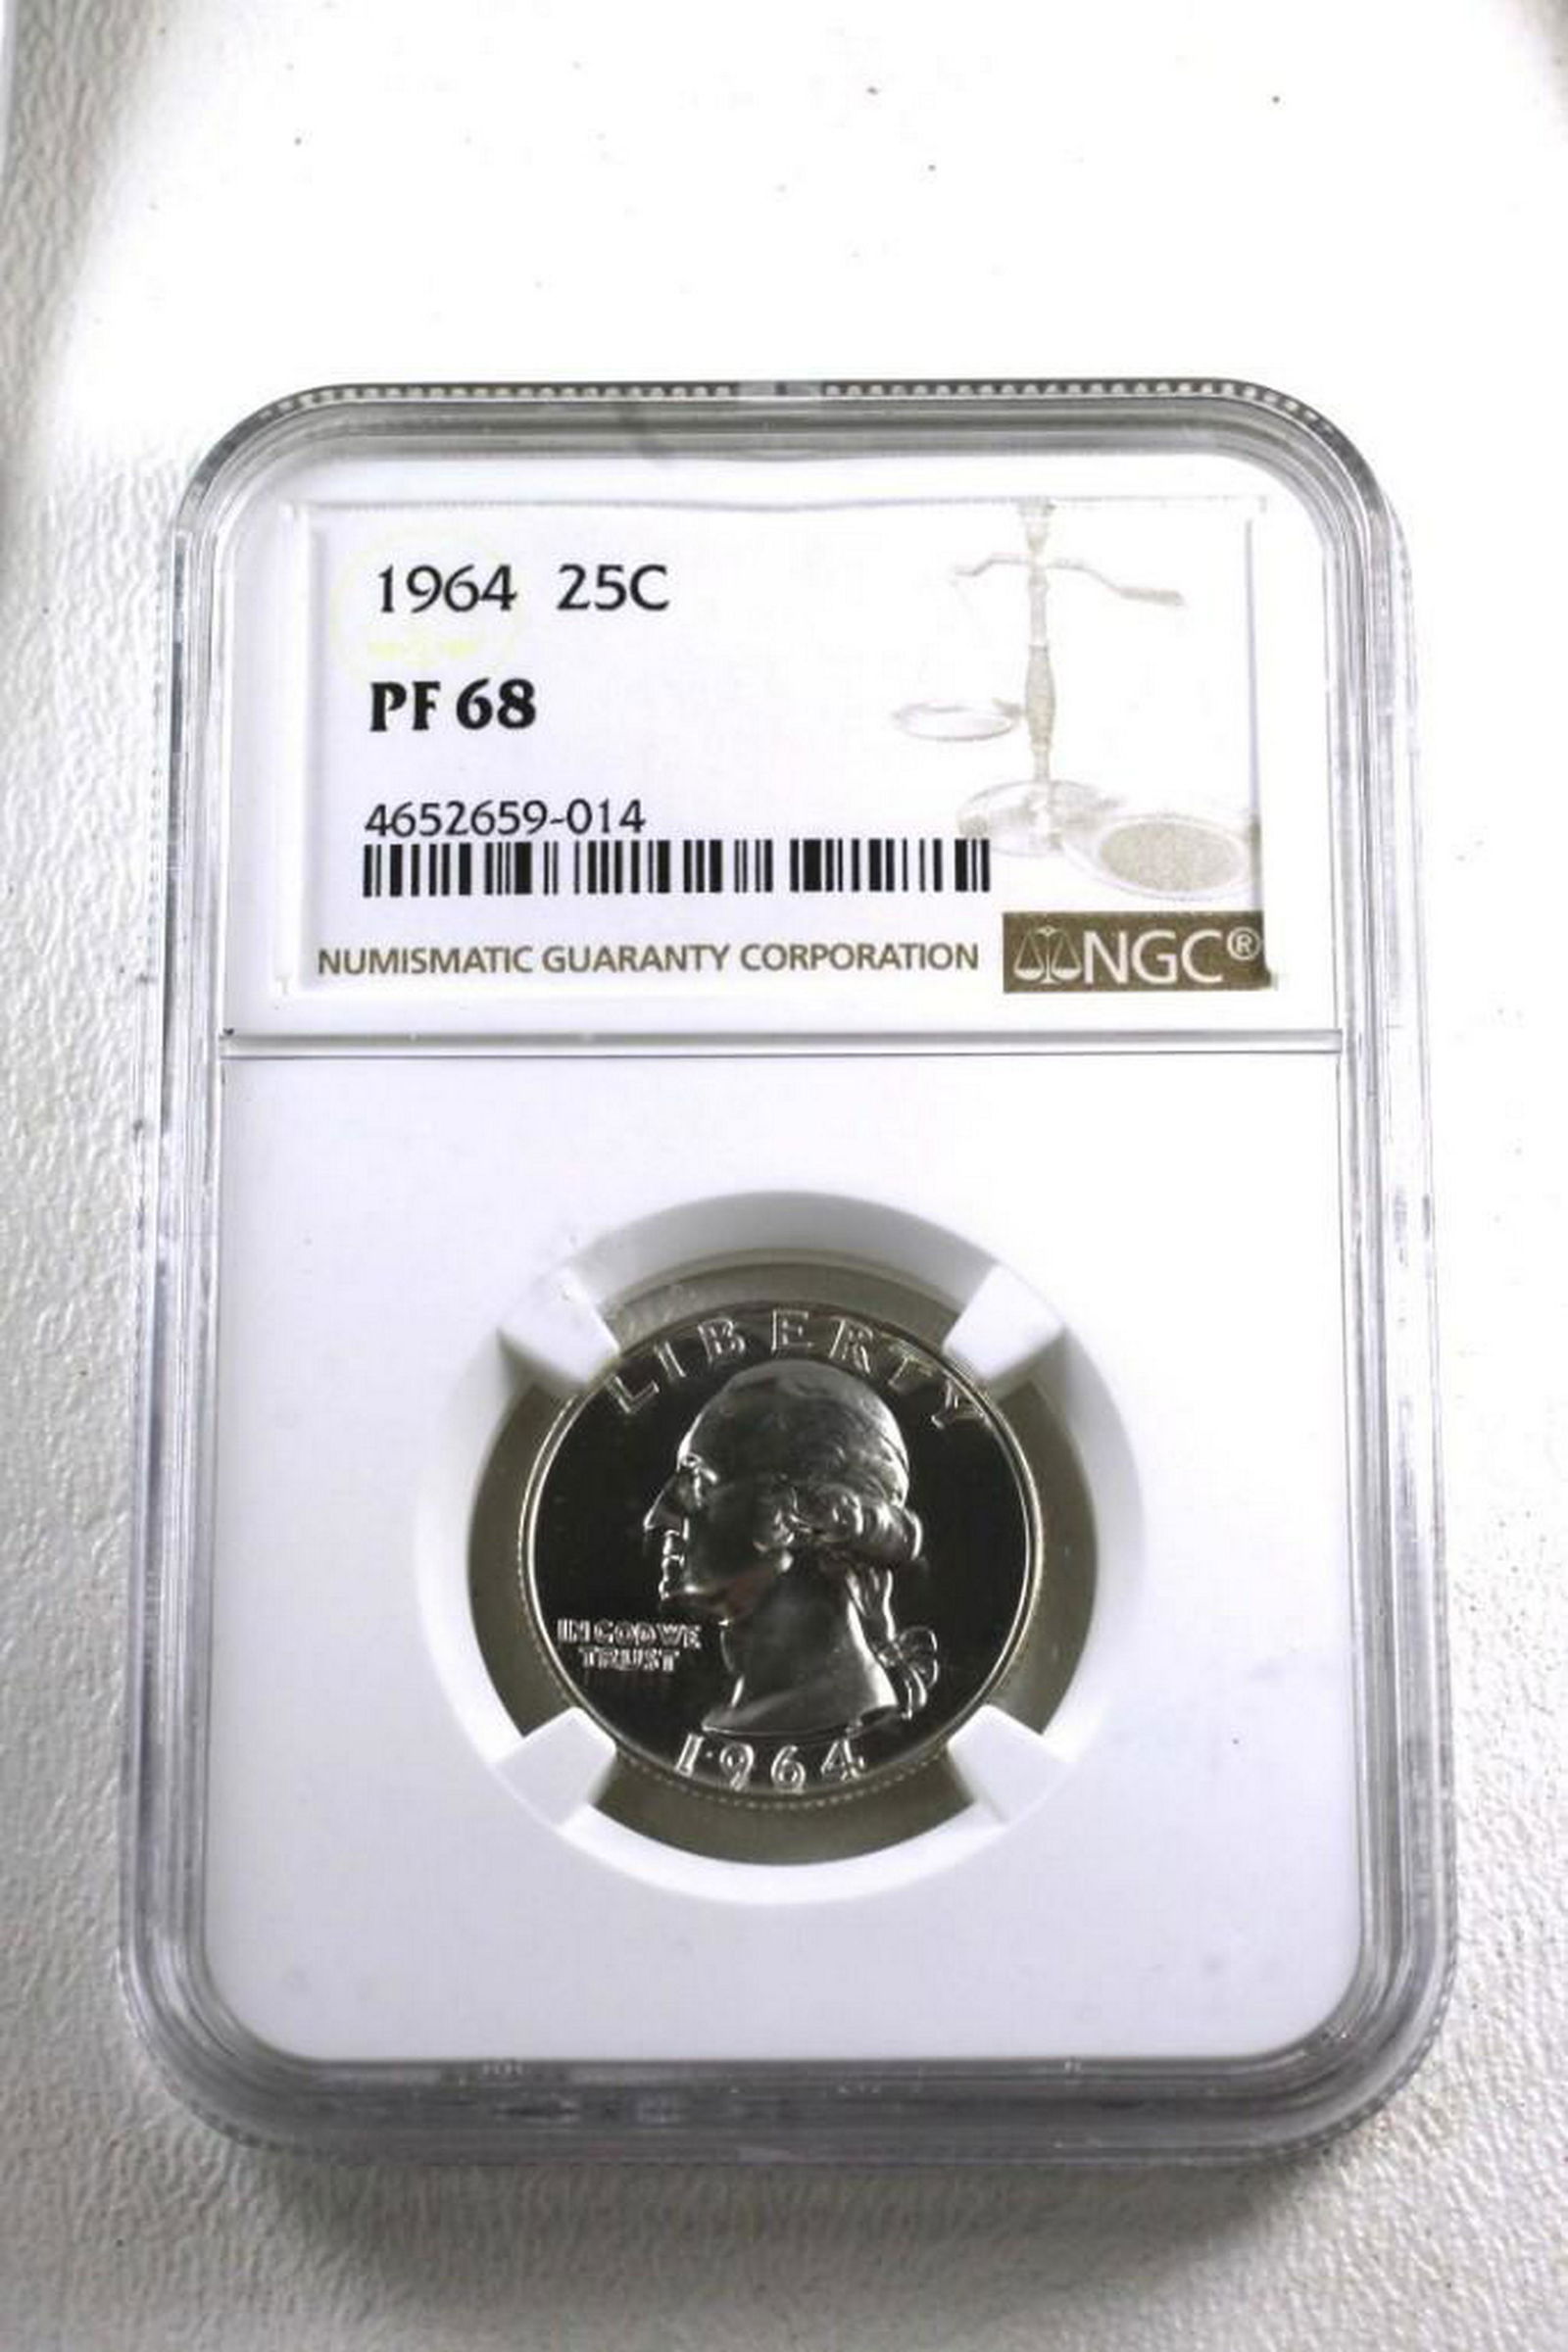 1964 25C
PF 68
4652659-014
NUMISMATIC GUARANTY CORPORATION NGC®
LIBERTY
IN GOD WE
TRUST
1964